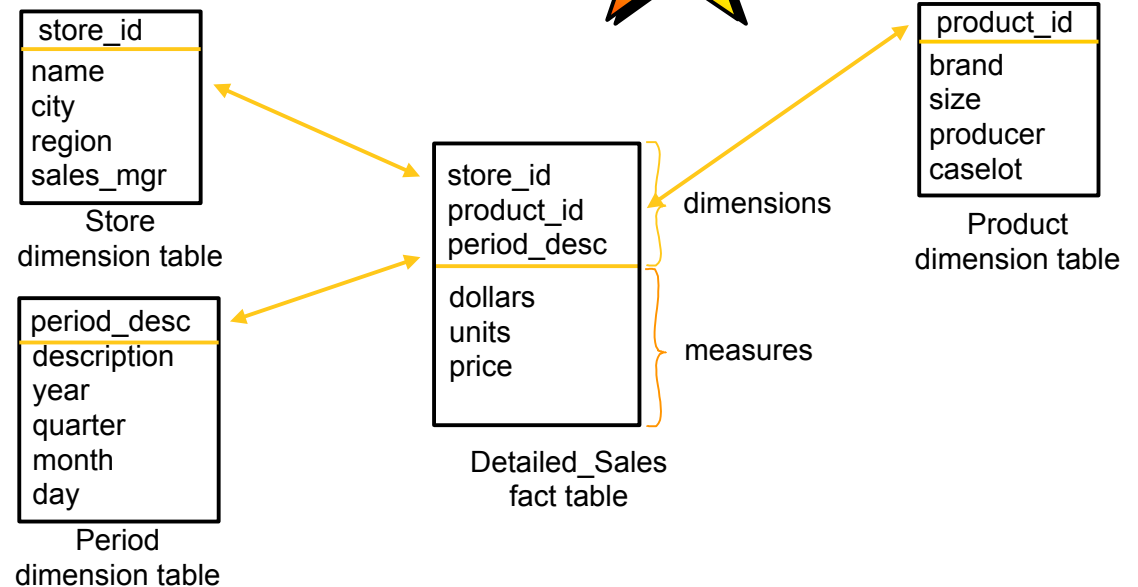 store_id
name
city
region
sales_mgr
Store
dimension table
period_desc
description
year
quarter
month
day
Period
dimension table
store_id
product_id
period_desc
dollars
units
price
Detailed_Sales
fact table
dimensions
measures
product_id
brand
size
producer
caselot
Product
dimension table